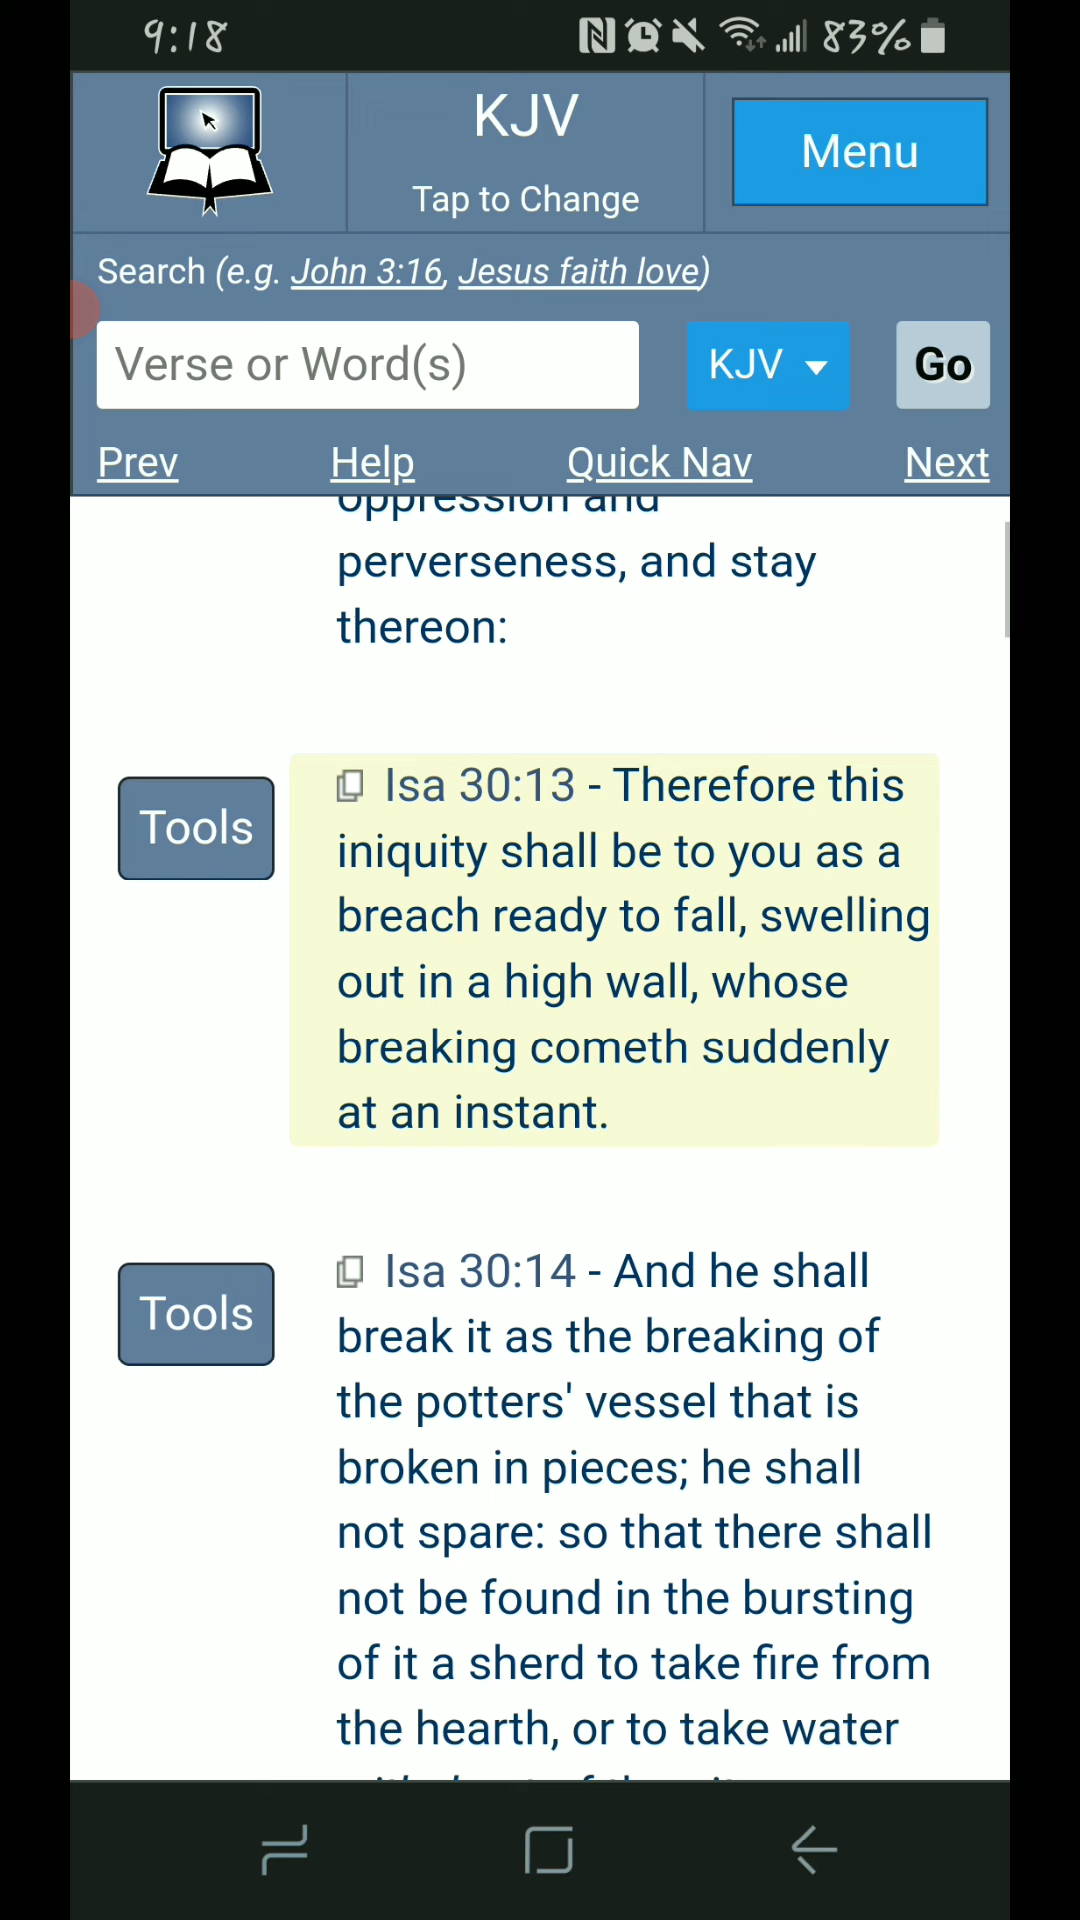 9:18 83%
KJV
Tap to Change
Menu
Search (e.g. John 3:16, Jesus faith love)
Verse or Word(s)
KJV
Go
Prev Help Quick Nav Next
oppression and
perverseness, and stay
thereon:
Tools
Isa 30:13 - Therefore this
iniquity shall be to you as a
breach ready to fall, swelling
out in a high wall, whose
breaking cometh suddenly
at an instant.
Tools
Isa 30:14 - And he shall
break it as the breaking of
the potters' vessel that is
broken in pieces; he shall
not spare: so that there shall
not be found in the bursting
of it a sherd to take fire from
the hearth, or to take water